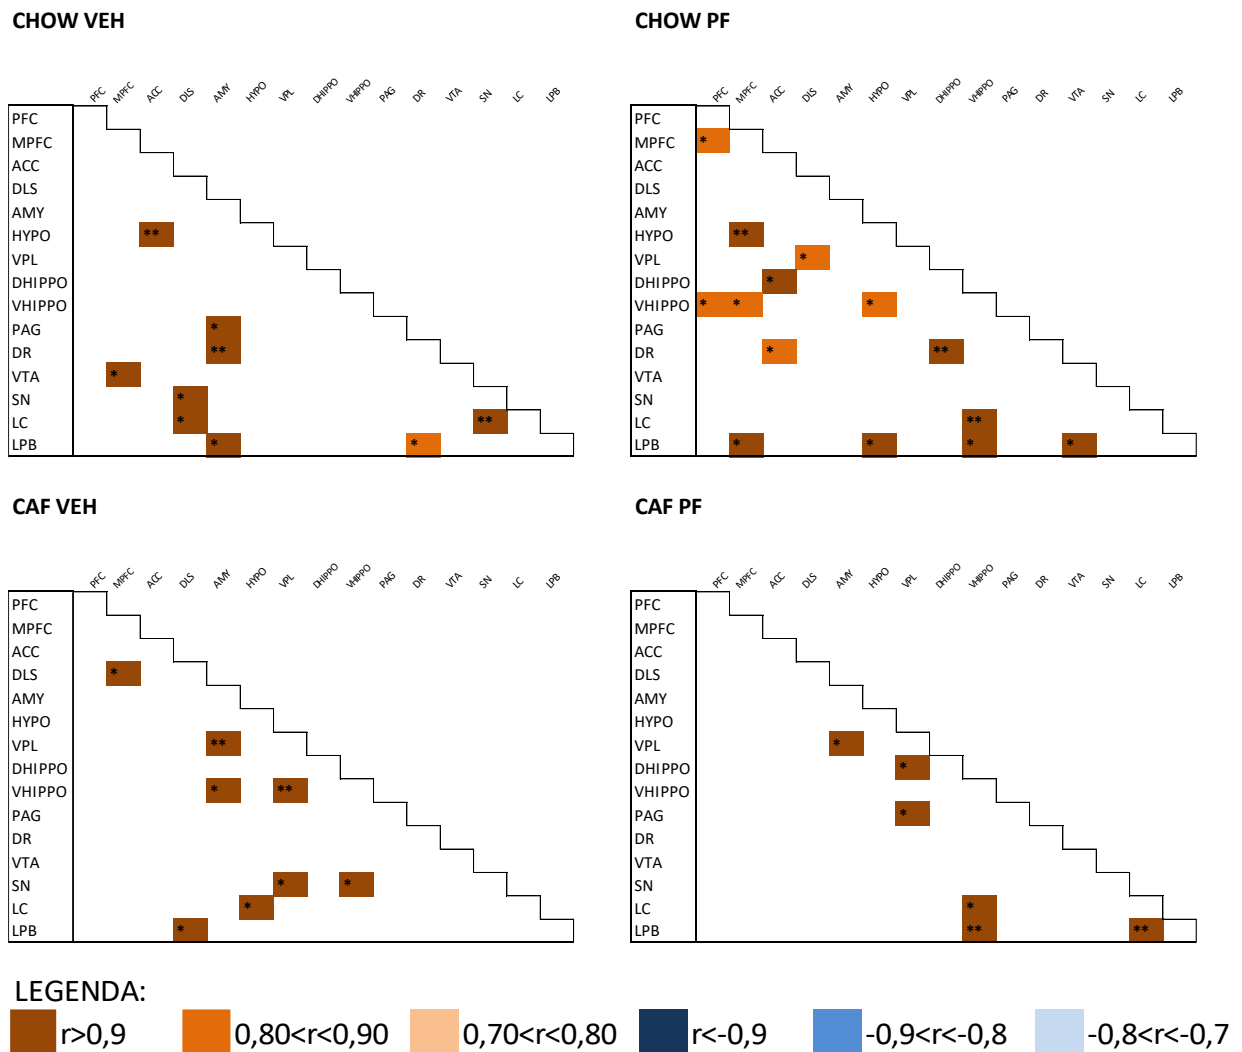 CHOW VEH
CHOW PF
PFC MPFC ACC DLS AMY HYPO VPL DHIPPO VHIPPO PAG DR VTA SN LC LPB
PFC MPFC ACC DLS AMY HYPO VPL DHIPPO VHIPPO PAG DR VTA SN LC LPB
PFC
MPFC
ACC
DLS
AMY
HYPO **
VPL
DHIPPO
VHIPPO
PAG *
DR **
VTA *
SN *
LC * **
LPB * *
PFC
MPFC *
ACC
DLS
AMY
HYPO **
VPL *
DHIPPO *
VHIPPO * * *
PAG
DR * **
VTA
SN
LC **
LPB * * * *
CAF VEH
CAF PF
PFC MPFC ACC DLS AMY HYPO VPL DHIPPO VHIPPO PAG DR VTA SN LC LPB
PFC MPFC ACC DLS AMY HYPO VPL DHIPPO VHIPPO PAG DR VTA SN LC LPB
PFC
MPFC
ACC
DLS *
AMY
HYPO
VPL **
DHIPPO
VHIPPO * **
PAG
DR
VTA
SN * *
LC *
LPB *
PFC
MPFC
ACC
DLS
AMY
HYPO
VPL *
DHIPPO *
VHIPPO
PAG *
DR
VTA
SN
LC *
LPB ** **
LEGENDA:
r>0,9 0,80<r<0,90 0,70<r<0,80 r<-0,9 -0,9<r<-0,8 -0,8<r<-0,7